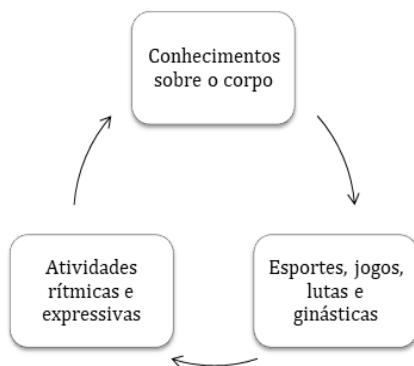 Conhecimentos
sobre o corpo
Atividades
rítmicas e
expressivas
Esportes, jogos,
lutas e
ginásticas